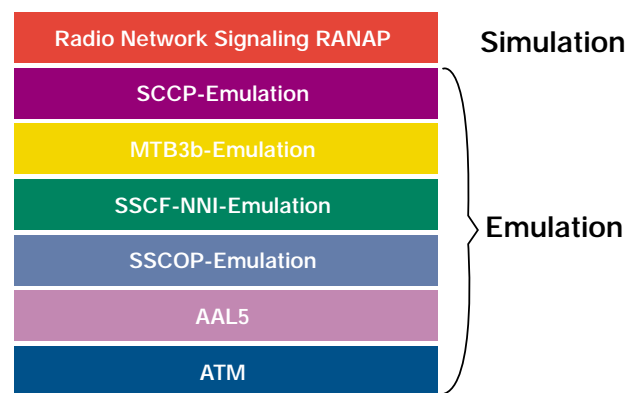 Radio Network Signaling RANAP
Simulation
SCCP-Emulation
MTB3b-Emulation
SSCF-NNI-Emulation
Emulation
SSCOP-Emulation
AAL5
ATM